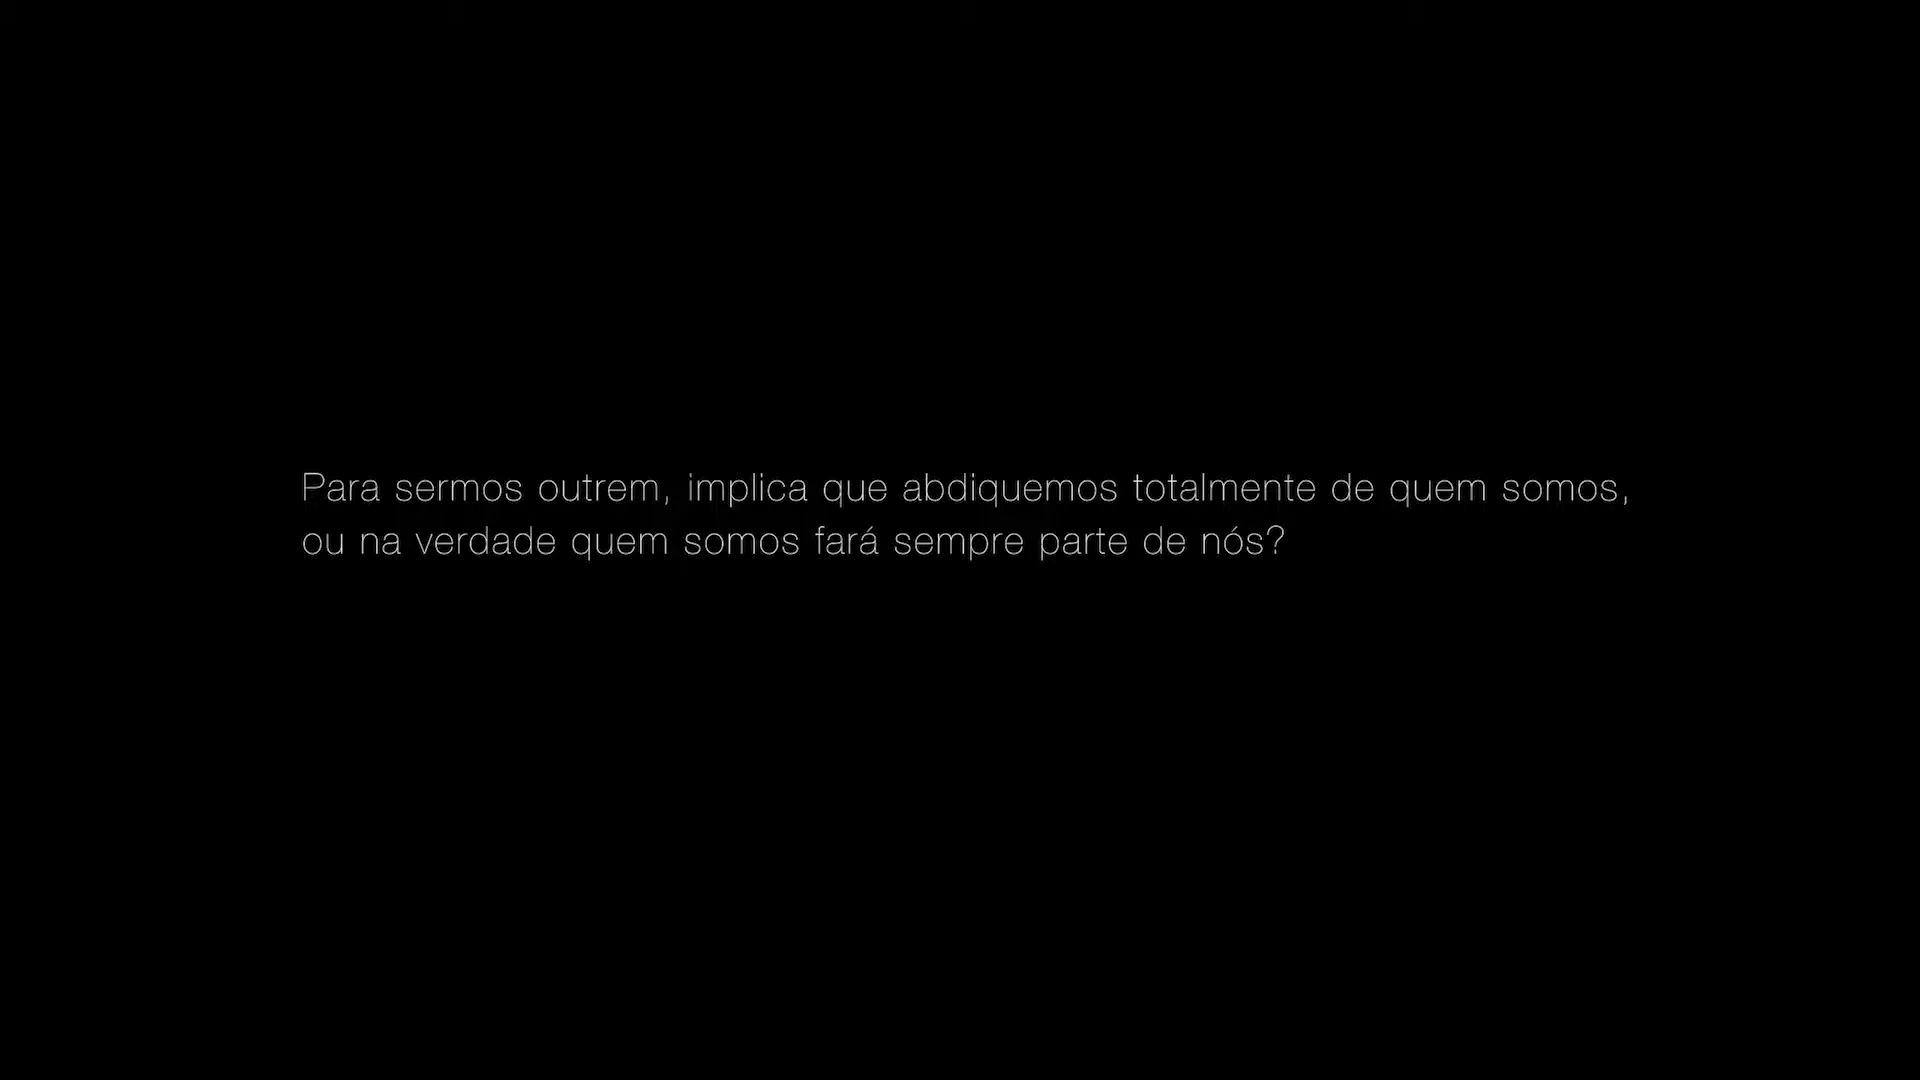 Para sermos outrem, implica que abdiquemos totalmente de quem somos,
ou na verdade quem somos fará sempre parte de nós?